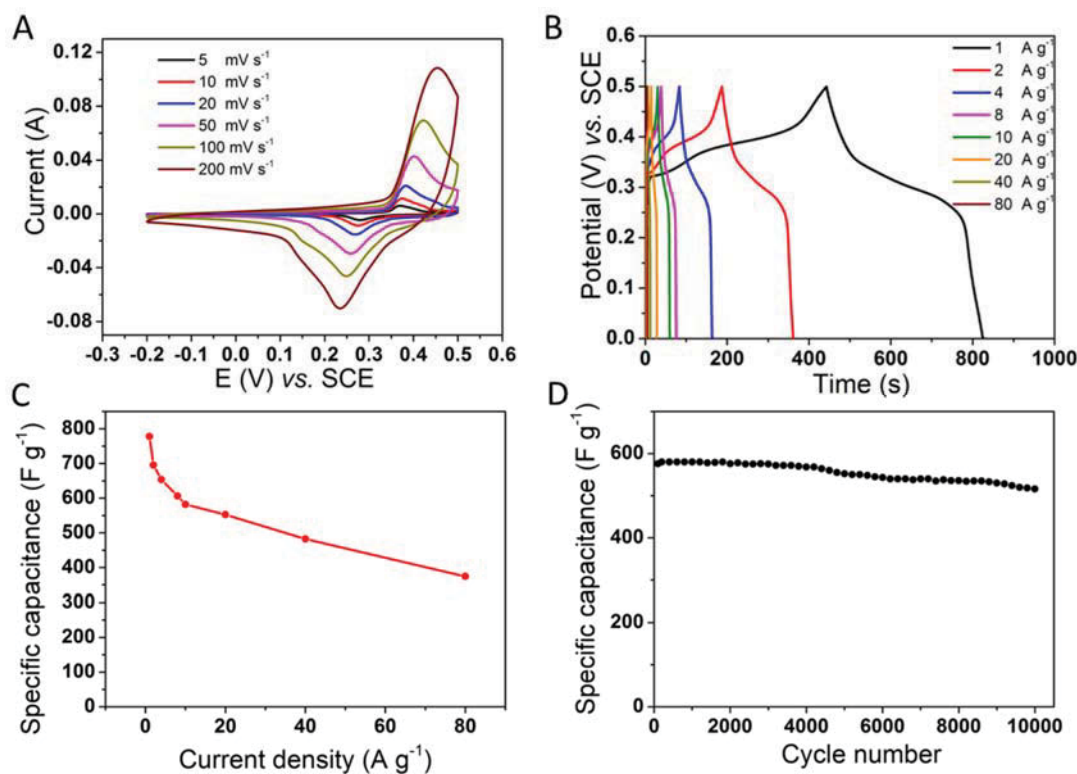 A
0.12
0.08
0.04
0.00
-0.04
-0.08
Current (A)
5 mV s⁻¹
10 mV s⁻¹
20 mV s⁻¹
50 mV s⁻¹
100 mV s⁻¹
200 mV s⁻¹
-0.3 -0.2 -0.1 0.0 0.1 0.2 0.3 0.4 0.5 0.6
E (V) vs. SCE
B
0.6
0.5
0.4
0.3
0.2
0.1
0.0
Potential (V) vs. SCE
1 A g⁻¹
2 A g⁻¹
4 A g⁻¹
8 A g⁻¹
10 A g⁻¹
20 A g⁻¹
40 A g⁻¹
80 A g⁻¹
0 200 400 600 800 1000
Time (s)
C
800
700
600
500
400
300
200
100
0
Specific capacitance (F g⁻¹)
0 20 40 60 80
Current density (A g⁻¹)
D
600
400
200
0
Specific capacitance (F g⁻¹)
0 2000 4000 6000 8000 10000
Cycle number